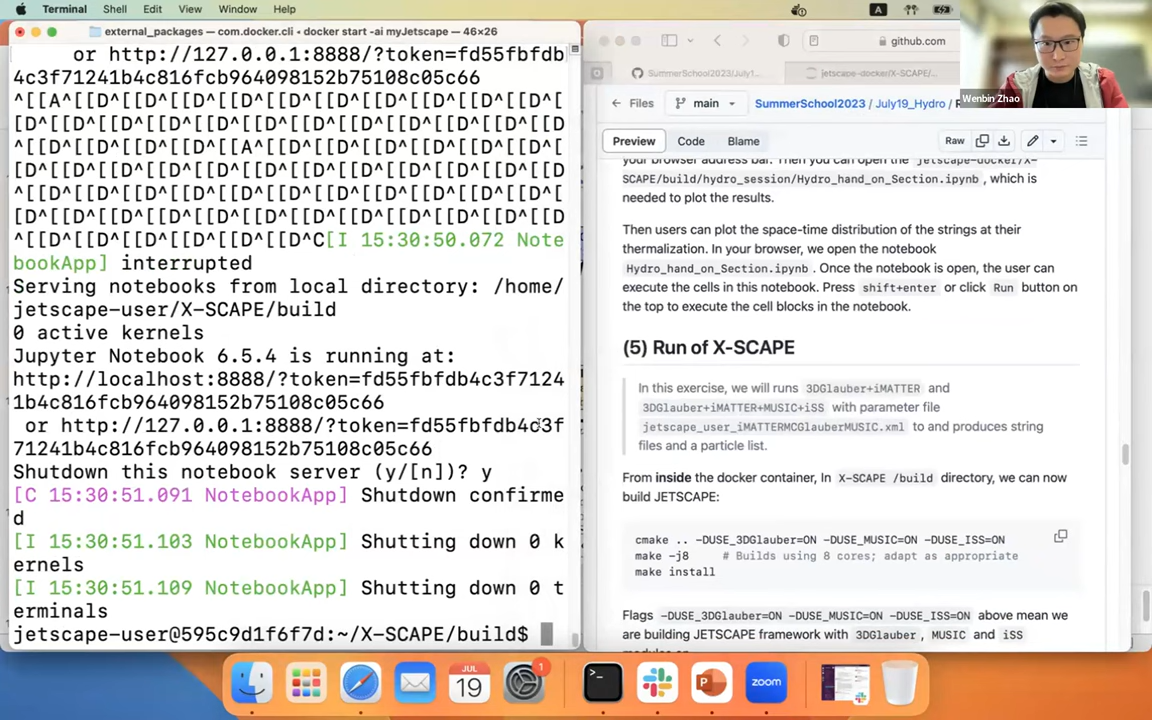 Terminal Shell Edit View Window Help
A
external_packages — com.docker.cli • docker start -ai myJetscape — 46×26
or http://127.0.0.1:8888/?token=fd55fbfdb
4c3f71241b4c816fcb964098152b75108c05c66
^[[A^[[D^[[D^[[D^[[D^[[D^[[D^[[D^[[D^[[D^[[D^[
[D^[[D^[[D^[[D^[[D^[[D^[[D^[[D^[[D^[[D^[[D^[[D
^[[D^[[D^[[D^[[D^[[A^[[D^[[D^[[D^[[D^[[D^[[D^[
[D^[[D^[[D^[[D^[[D^[[D^[[D^[[D^[[D^[[D^[[D^[[D
^[[D^[[D^[[D^[[D^[[D^[[D^[[D^[[D^[[D^[[D^[[D^[
[D^[[D^[[D^[[D^[[D^[[D^[[D^[[D^[[D^[[D^[[D^[[D
^[[D^[[D^[[D^[[D^[[D^[[D^C[I 15:30:50.072 Note
bookApp] interrupted
Serving notebooks from local directory: /home/
jetscape-user/X-SCAPE/build
0 active kernels
Jupyter Notebook 6.5.4 is running at:
http://localhost:8888/?token=fd55fbfdb4c3f7124
1b4c816fcb964098152b75108c05c66
or http://127.0.0.1:8888/?token=fd55fbfdb4c3f
71241b4c816fcb964098152b75108c05c66
Shutdown this notebook server (y/[n])? y
[C 15:30:51.091 NotebookApp] Shutdown confirme
d
[I 15:30:51.103 NotebookApp] Shutting down 0 k
ernels
[I 15:30:51.109 NotebookApp] Shutting down 0 t
erminals
jetscape-user@595c9d1f6f7d:~/X-SCAPE/build$
github.com
SummerSchool2023/July1...
jetscape-docker/X-SCAPE/...
Files main SummerSchool2023 / July19_Hydro /
Preview Code Blame Raw
your browser address bar. Then you can open the jetscape-docker/X-
SCAPE/build/hydro_session/Hydro_hand_on_Section.ipynb , which is
needed to plot the results.
Then users can plot the space-time distribution of the strings at their
thermalization. In your browser, we open the notebook
Hydro_hand_on_Section.ipynb . Once the notebook is open, the user can
execute the cells in this notebook. Press shift+enter or click Run button on
the top to execute the cell blocks in the notebook.
(5) Run of X-SCAPE
In this exercise, we will runs 3DGlauber+iMATTER and
3DGlauber+iMATTER+MUSIC+iSS with parameter file
jetscape_user_iMATTERMCGlauberMUSIC.xml to and produces string
files and a particle list.
From inside the docker container, In X-SCAPE /build directory, we can now
build JETSCAPE:
cmake .. -DUSE_3DGlauber=ON -DUSE_MUSIC=ON -DUSE_ISS=ON
make -j8 # Builds using 8 cores; adapt as appropriate
make install
Flags -DUSE_3DGlauber=ON -DUSE_MUSIC=ON -DUSE_ISS=ON above mean we
are building JETSCAPE framework with 3DGlauber , MUSIC and iSS
Wenbin Zhao
JUL
19
1
zoom